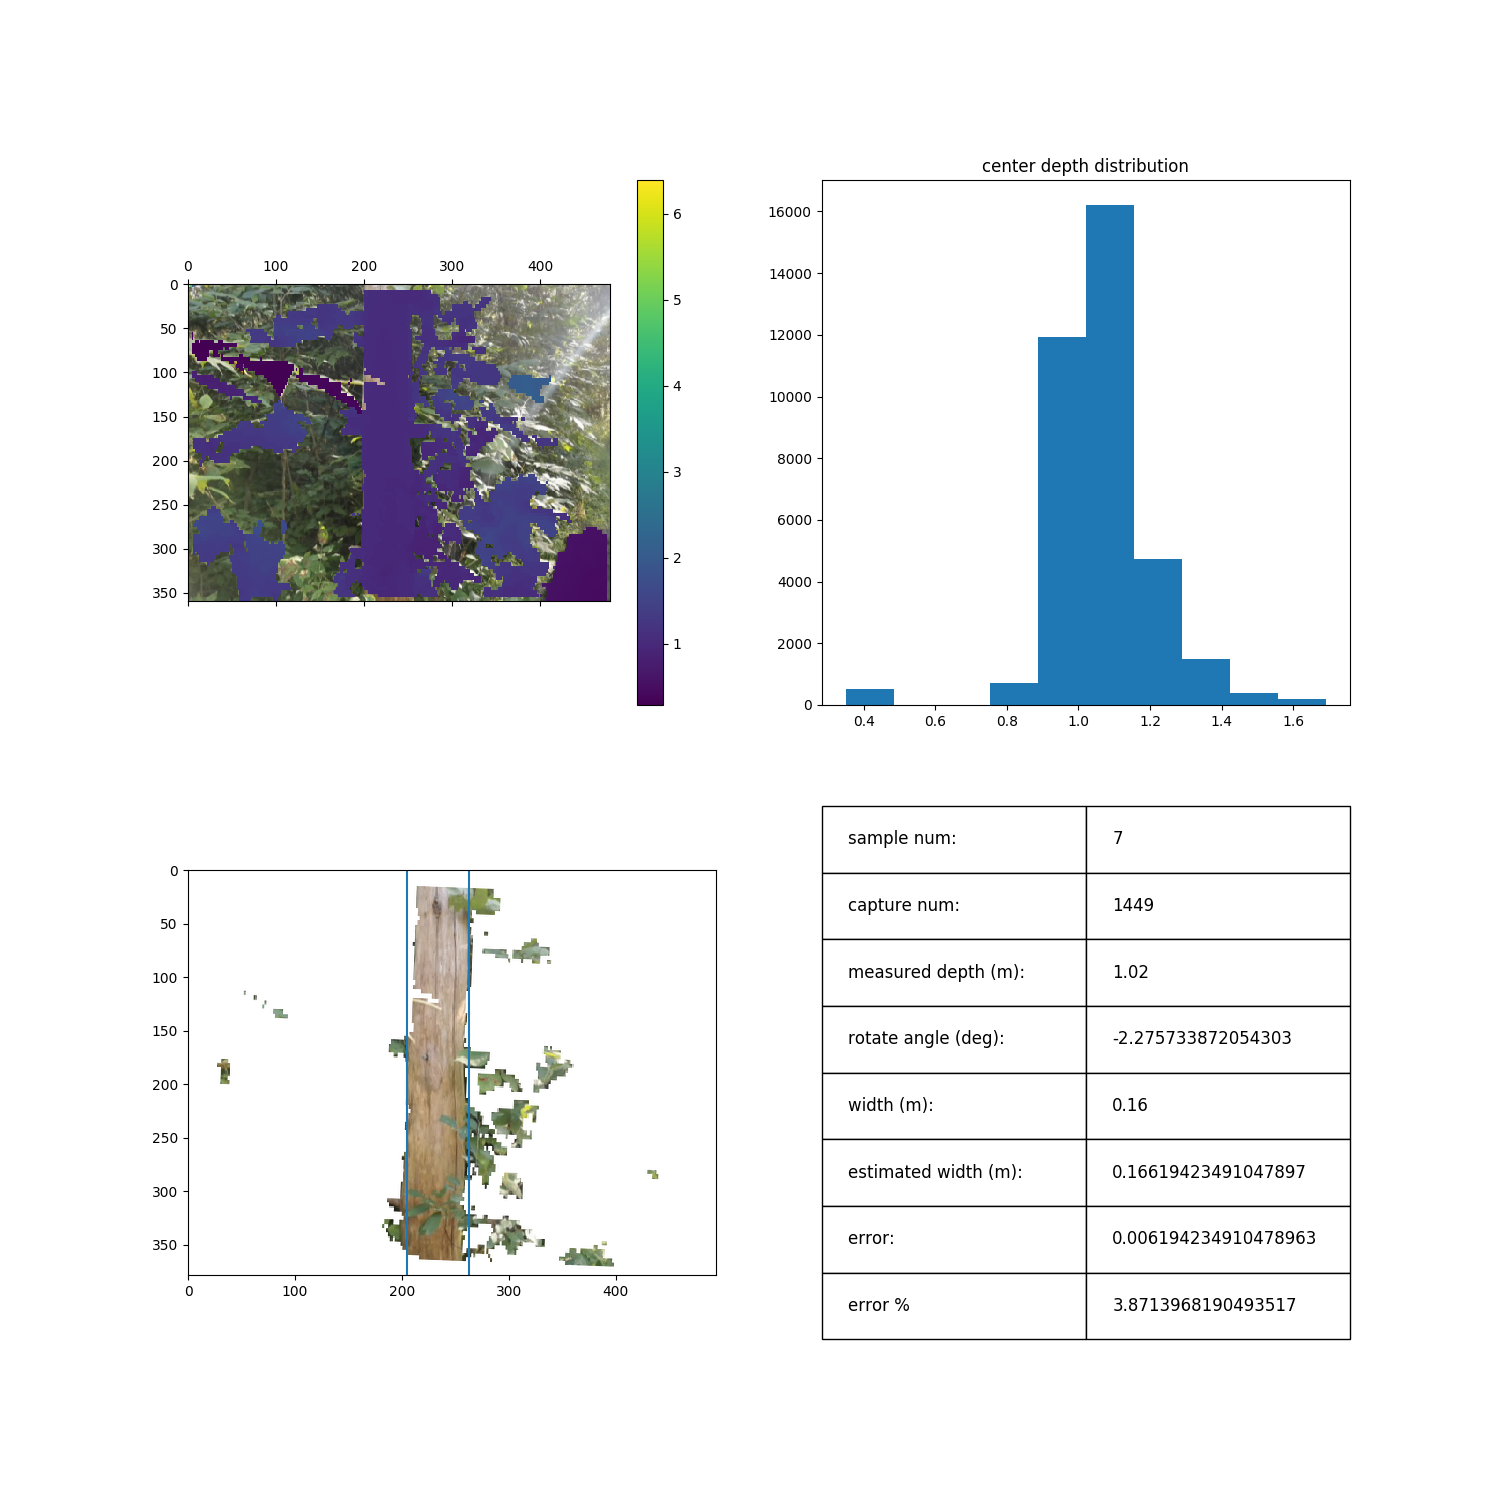 0 100 200 300 400
0
50
100
150
200
250
300
350
6
5
4
3
2
1
center depth distribution
16000
14000
12000
10000
8000
6000
4000
2000
0
0.4 0.6 0.8 1.0 1.2 1.4 1.6
0
50
100
150
200
250
300
350
0 100 200 300 400
sample num: 7
capture num: 1449
measured depth (m): 1.02
rotate angle (deg): -2.275733872054303
width (m): 0.16
estimated width (m): 0.16619423491047897
error: 0.006194234910478963
error % 3.8713968190493517